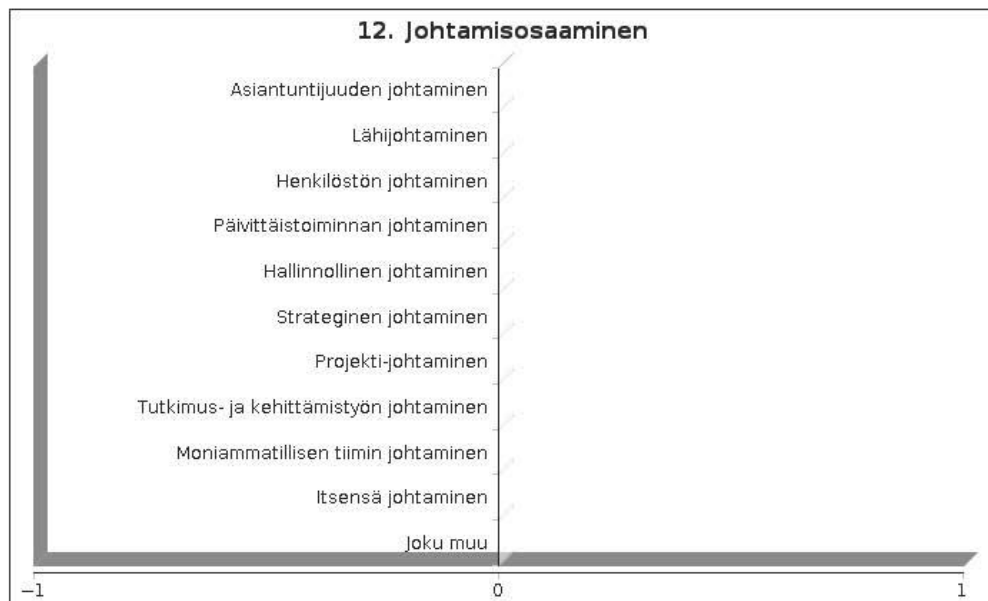 12. Johtamisosaaminen
Asiantuntijuuden johtaminen
Lähijohtaminen
Henkilöstön johtaminen
Päivittäistoiminnan johtaminen
Hallinnollinen johtaminen
Strateginen johtaminen
Projekti-johtaminen
Tutkimus- ja kehittämistyön johtaminen
Moniammatillisen tiimin johtaminen
Itsensä johtaminen
Joku muu
−1 0 1